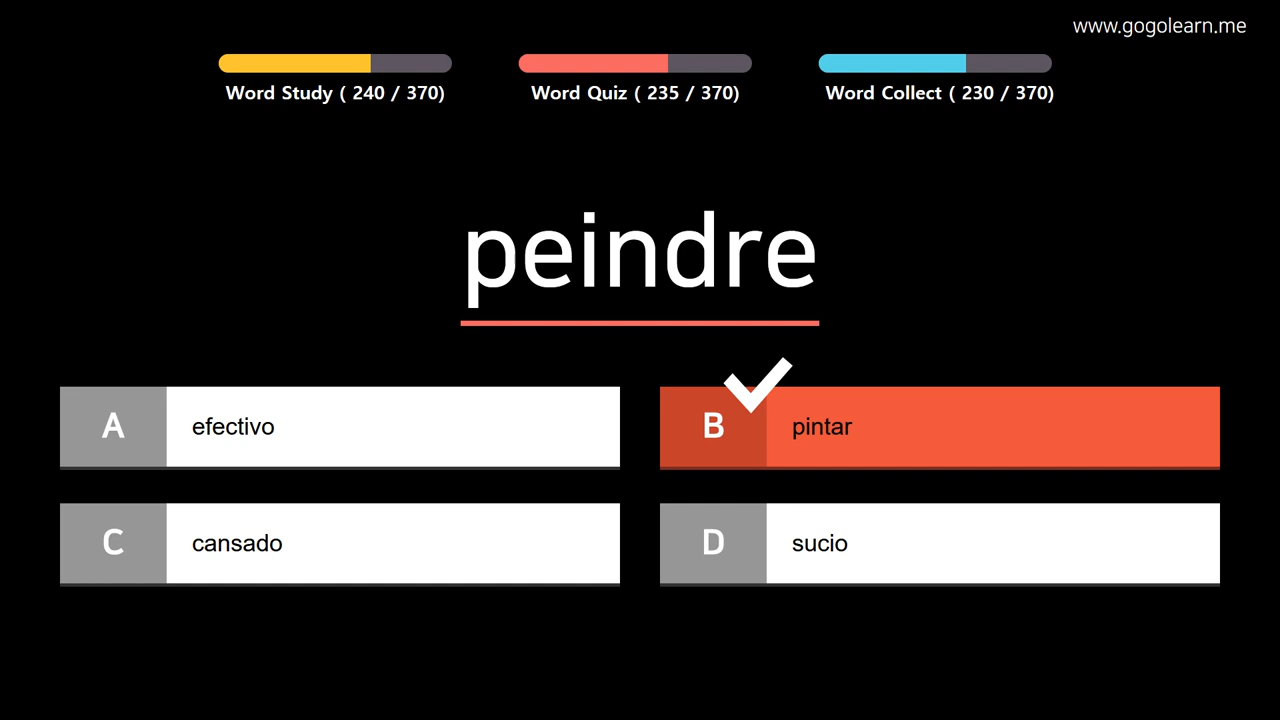 www.gogolearn.me
Word Study ( 240 / 370)
Word Quiz ( 235 / 370)
Word Collect ( 230 / 370)
peindre
A efectivo
B pintar
C cansado
D sucio